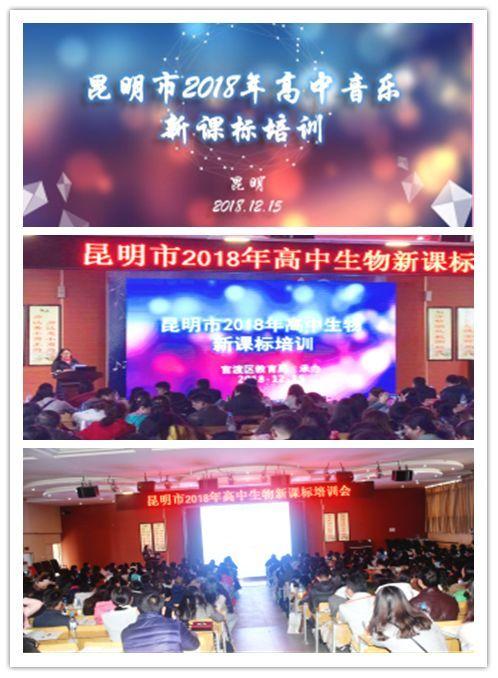 昆明市2018年高中音乐
新课标培训
昆明
2018.12.15
昆明市2018年高中生物新课标
昆明市2018年高中生物
新课标培训
官渡区教育局 承办
昆明市2018年高中生物新课标培训会